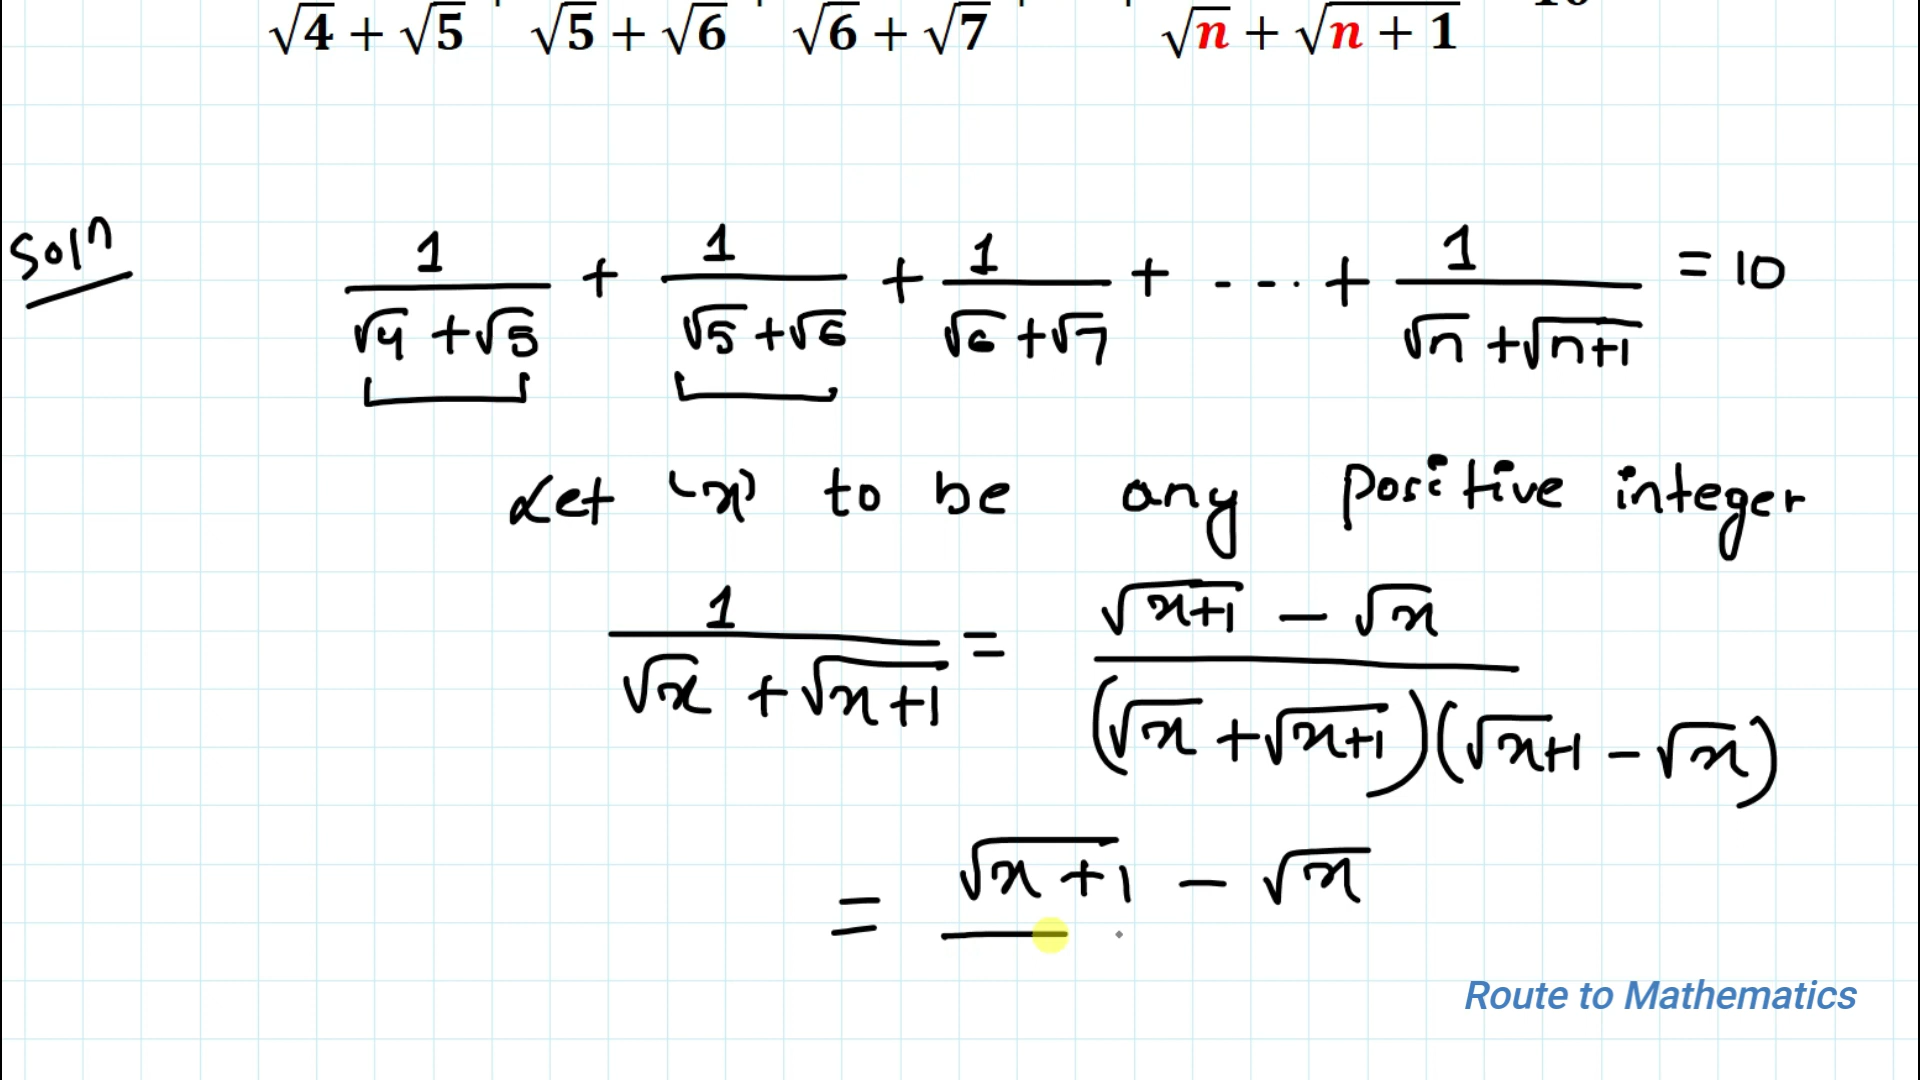 √4 + √5 √5 + √6 √6 + √7 √n + √n + 1
Solⁿ
1/(√4 + √5) + 1/(√5 + √6) + 1/(√6 + √7) + ---- + 1/(√n + √(n+1)) = 10
Let 'x' to be any positive integer
1/(√x + √(x+1)) = (√(x+1) − √x)/((√x + √(x+1))(√x+1 − √x))
= √(x+1) − √x
Route to Mathematics